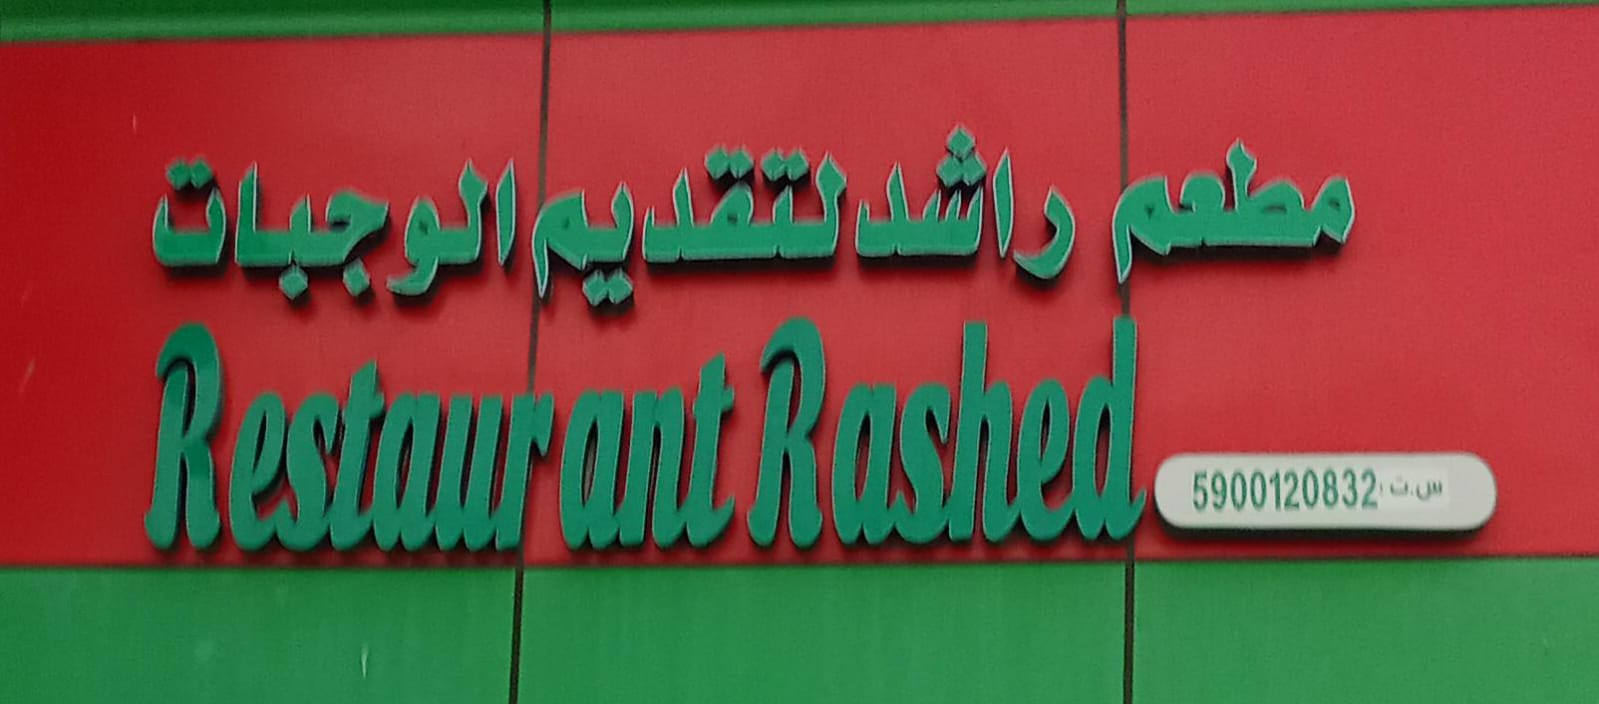 مطعم راشد لتقديم الوجبات
Restaurant Rashed
س.ت: 5900120832